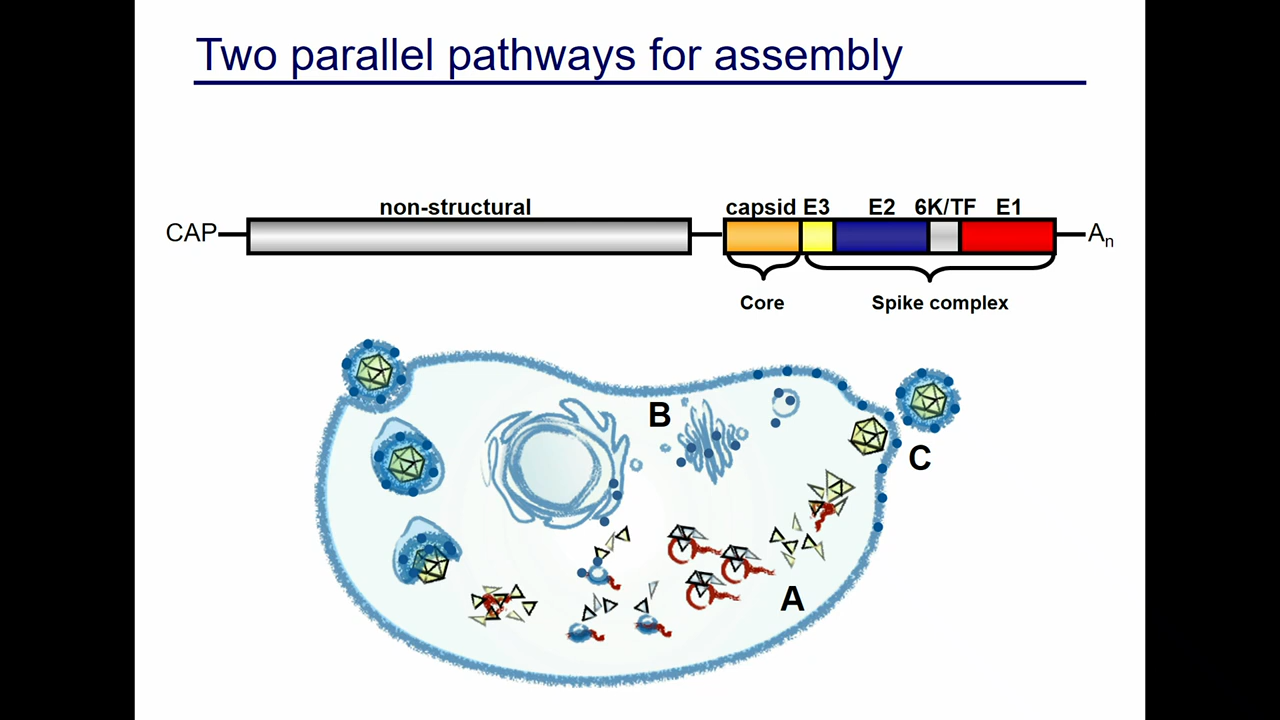 Two parallel pathways for assembly
non-structural
capsid E3 E2 6K/TF E1
CAP
An
Core
Spike complex
B
C
A